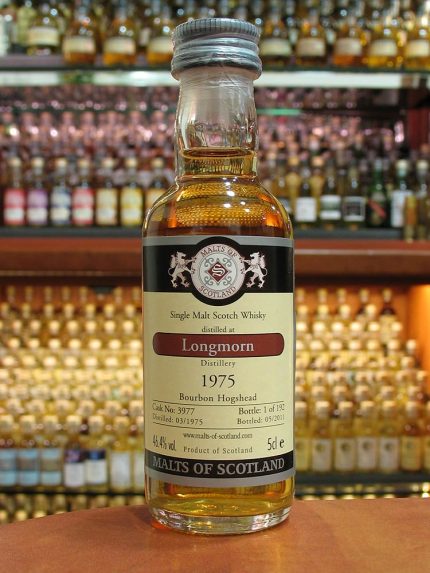 MALTS OF
S
SCOTLAND
Single Malt Scotch Whisky
distilled at
Longmorn
Distillery
1975
Bourbon Hogshead
Cask No: 3977 Bottle: 1 of 192
Distilled: 03/1975 Bottled: 05/2011
www.malts-of-scotland.com
46.4% vol. Product of Scotland 5cl e
MALTS OF SCOTLAND